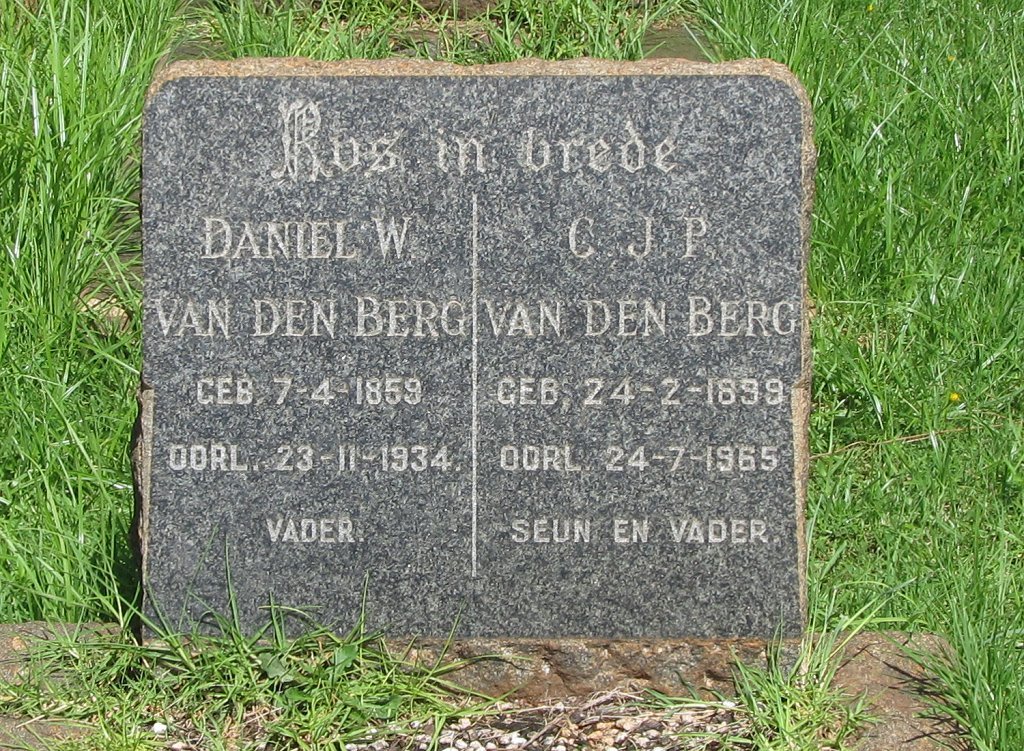 Rus in vrede
DANIEL W.
VAN DEN BERG
GEB. 7-4-1859
OORL. 23-11-1934.
VADER.
C. J. P.
VAN DEN BERG
GEB. 24-2-1899
OORL. 24-7-1965
SEUN EN VADER.